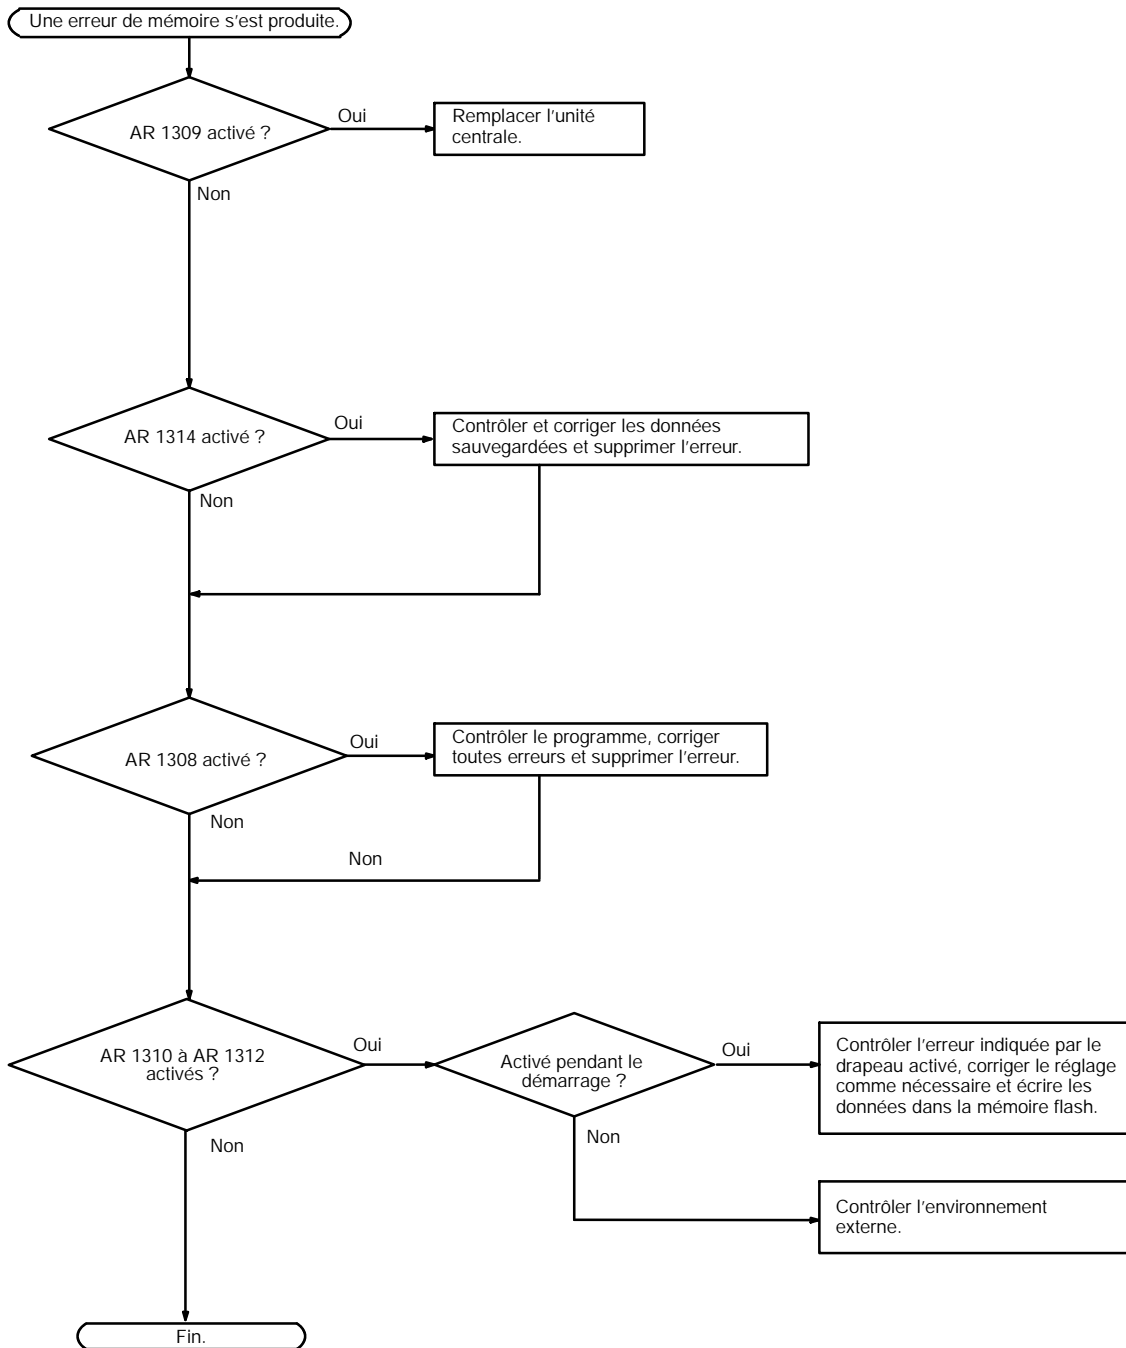 Une erreur de mémoire s'est produite.
AR 1309 activé ?
Oui
Remplacer l'unité
centrale.
Non
AR 1314 activé ?
Oui
Contrôler et corriger les données
sauvegardées et supprimer l'erreur.
Non
AR 1308 activé ?
Oui
Contrôler le programme, corriger
toutes erreurs et supprimer l'erreur.
Non
Non
AR 1310 à AR 1312
activés ?
Oui
Activé pendant le
démarrage ?
Oui
Contrôler l'erreur indiquée par le
drapeau activé, corriger le réglage
comme nécessaire et écrire les
données dans la mémoire flash.
Non
Non
Contrôler l'environnement
externe.
Fin.